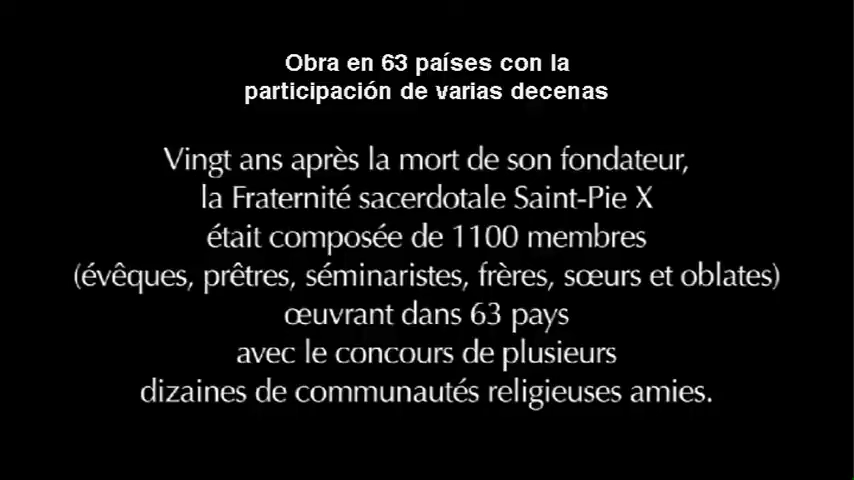 Obra en 63 países con la
participación de varias decenas
Vingt ans après la mort de son fondateur,
la Fraternité sacerdotale Saint-Pie X
était composée de 1100 membres
(évêques, prêtres, séminaristes, frères, sœurs et oblates)
œuvrant dans 63 pays
avec le concours de plusieurs
dizaines de communautés religieuses amies.